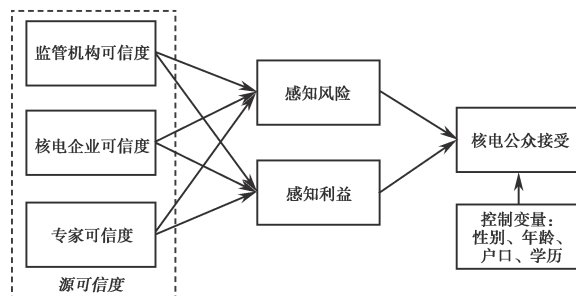 监管机构可信度
核电企业可信度
专家可信度
源可信度
感知风险
感知利益
核电公众接受
控制变量：
性别、年龄、
户口、学历